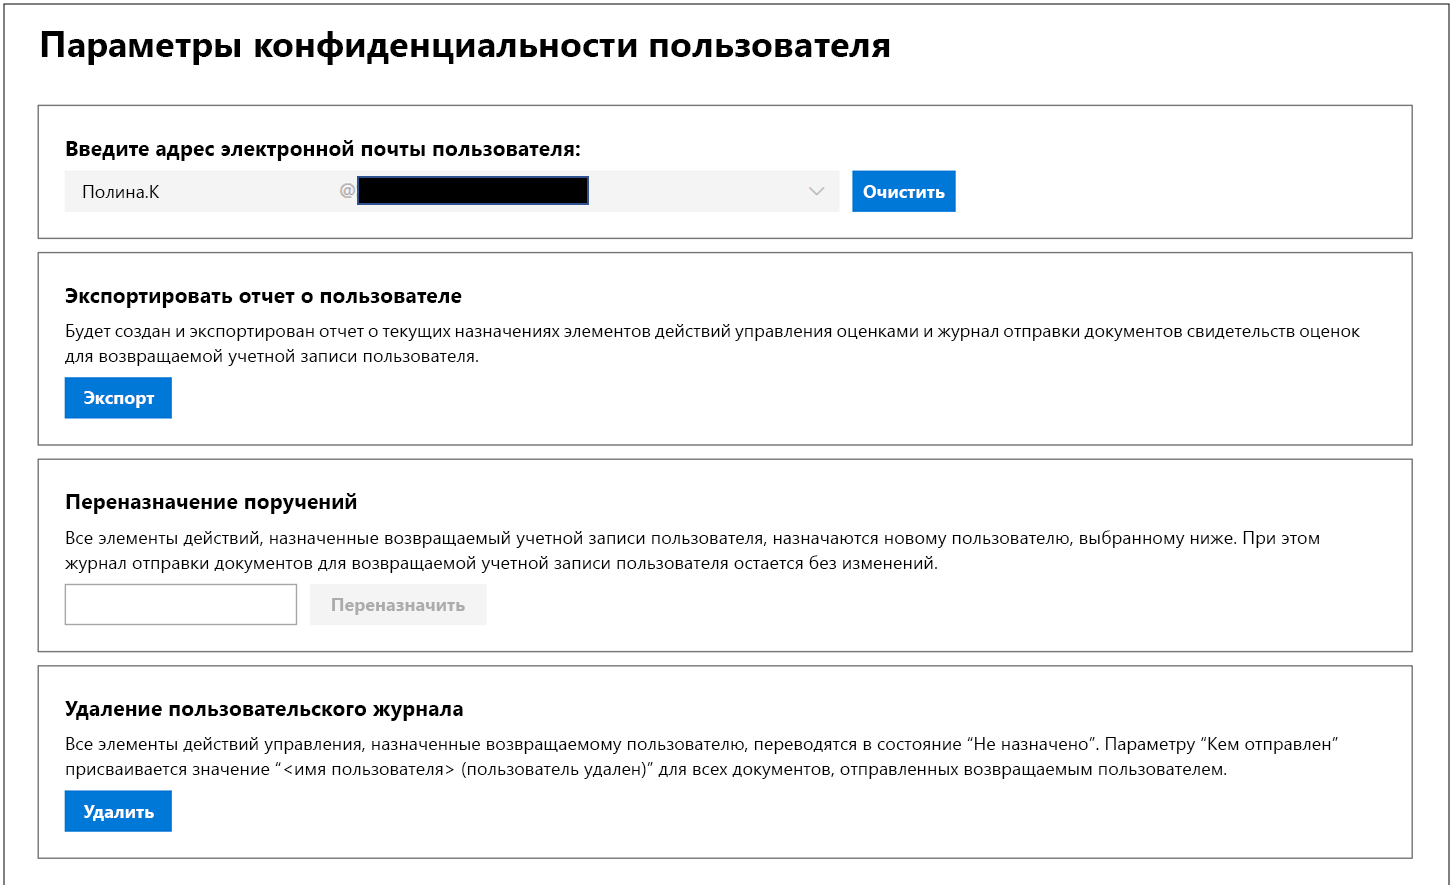 Параметры конфиденциальности пользователя
Введите адрес электронной почты пользователя:
Полина.К @
Очистить
Экспортировать отчет о пользователе
Будет создан и экспортирован отчет о текущих назначениях элементов действий управления оценками и журнал отправки документов свидетельств оценок
для возвращаемой учетной записи пользователя.
Экспорт
Переназначение поручений
Все элементы действий, назначенные возвращаемый учетной записи пользователя, назначаются новому пользователю, выбранному ниже. При этом
журнал отправки документов для возвращаемой учетной записи пользователя остается без изменений.
Переназначить
Удаление пользовательского журнала
Все элементы действий управления, назначенные возвращаемому пользователю, переводятся в состояние “Не назначено”. Параметру “Кем отправлен”
присваивается значение “<имя пользователя> (пользователь удален)” для всех документов, отправленных возвращаемым пользователем.
Удалить